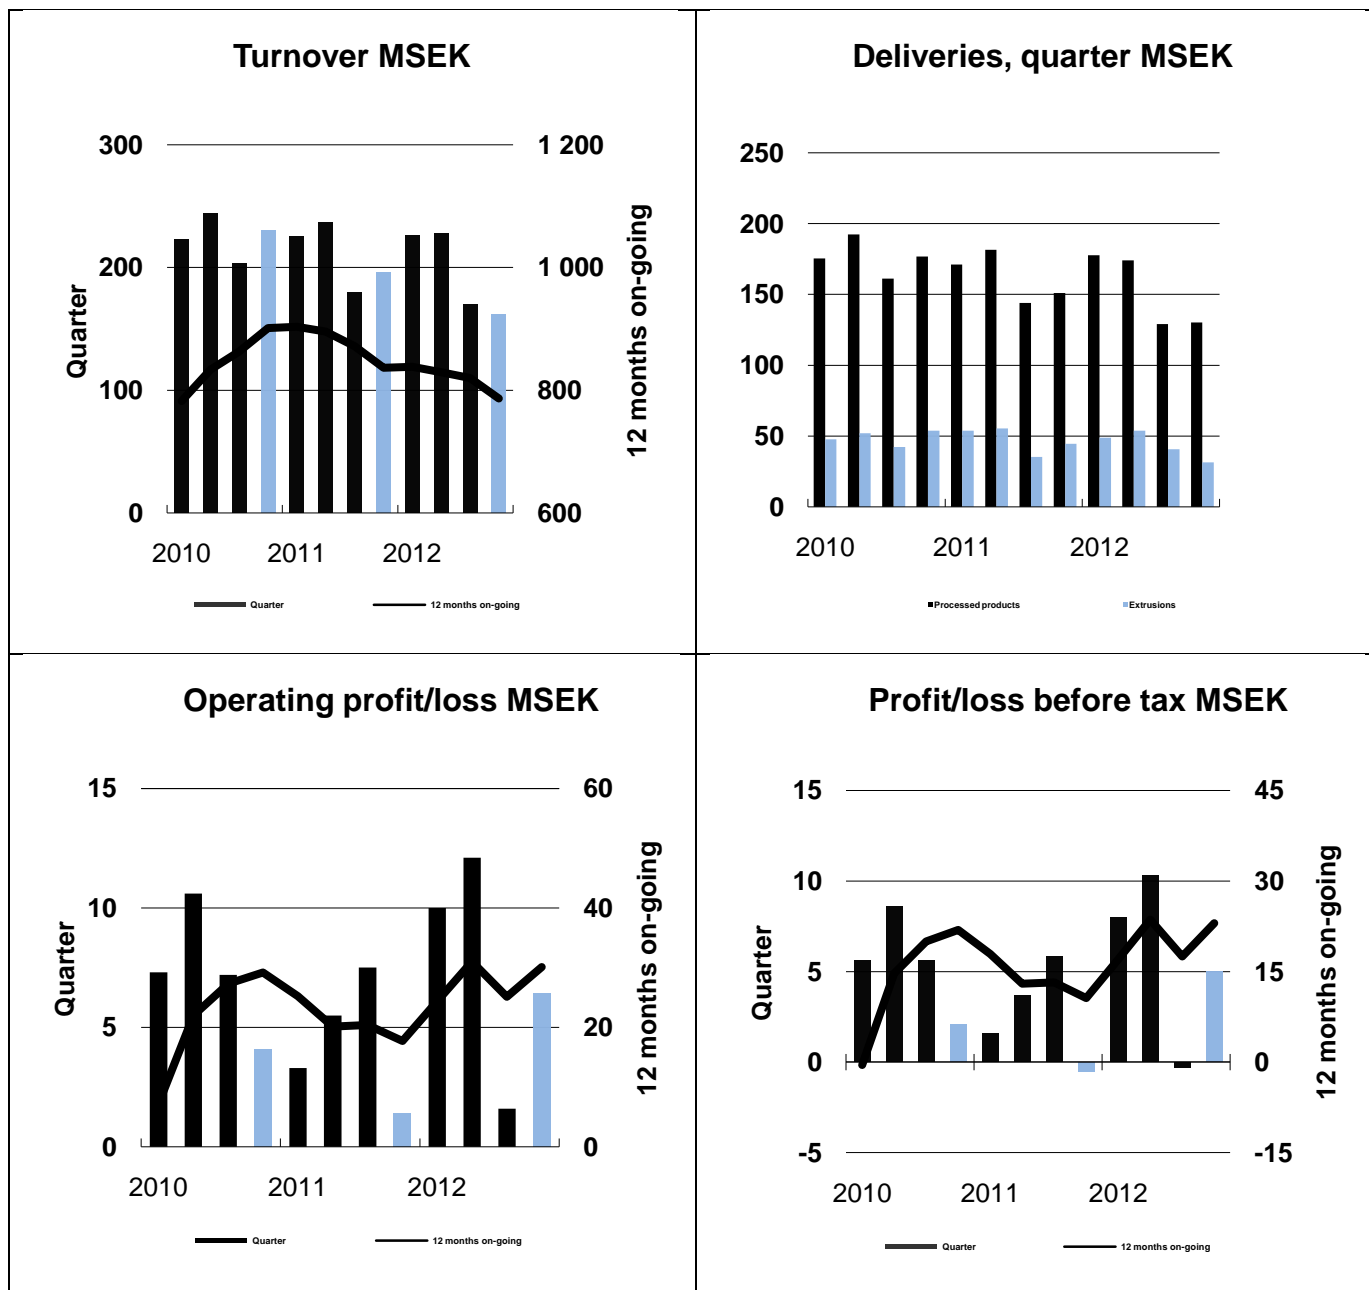 Turnover MSEK
300
200
100
0
Quarter
1 200
1 000
800
600
12 months on-going
2010 2011 2012
Quarter 12 months on-going
Deliveries, quarter MSEK
250
200
150
100
50
0
2010 2011 2012
Processed products Extrusions
Operating profit/loss MSEK
15
10
5
0
Quarter
60
40
20
0
12 months on-going
2010 2011 2012
Quarter 12 months on-going
Profit/loss before tax MSEK
15
10
5
0
-5
Quarter
45
30
15
0
-15
12 months on-going
2010 2011 2012
Quarter 12 months on-going